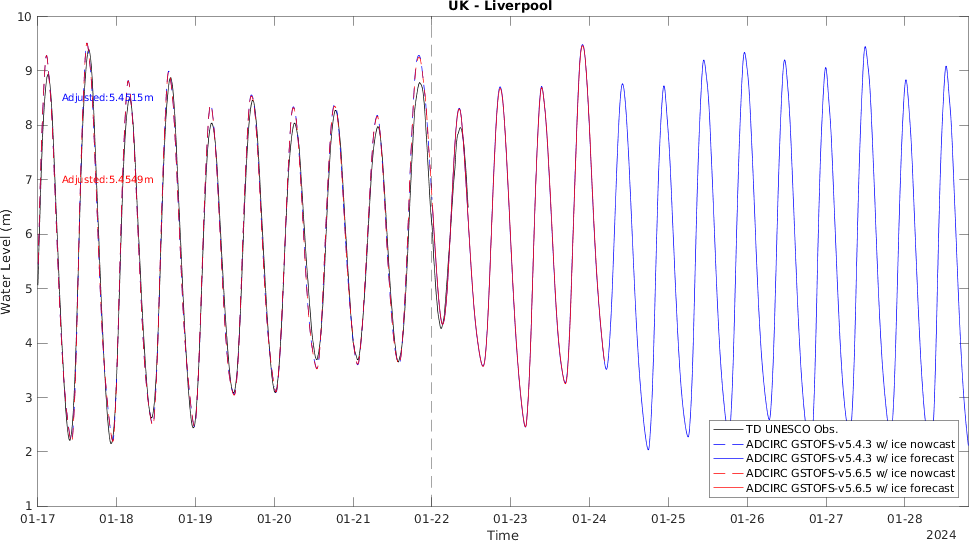 UK - Liverpool
10
9
8
7
6
5
4
3
2
1
Water Level (m)
Adjusted:5.4515m
Adjusted:5.4549m
TD UNESCO Obs.
ADCIRC GSTOFS-v5.4.3 w/ ice nowcast
ADCIRC GSTOFS-v5.4.3 w/ ice forecast
ADCIRC GSTOFS-v5.6.5 w/ ice nowcast
ADCIRC GSTOFS-v5.6.5 w/ ice forecast
01-17 01-18 01-19 01-20 01-21 01-22 01-23 01-24 01-25 01-26 01-27 01-28
Time
2024